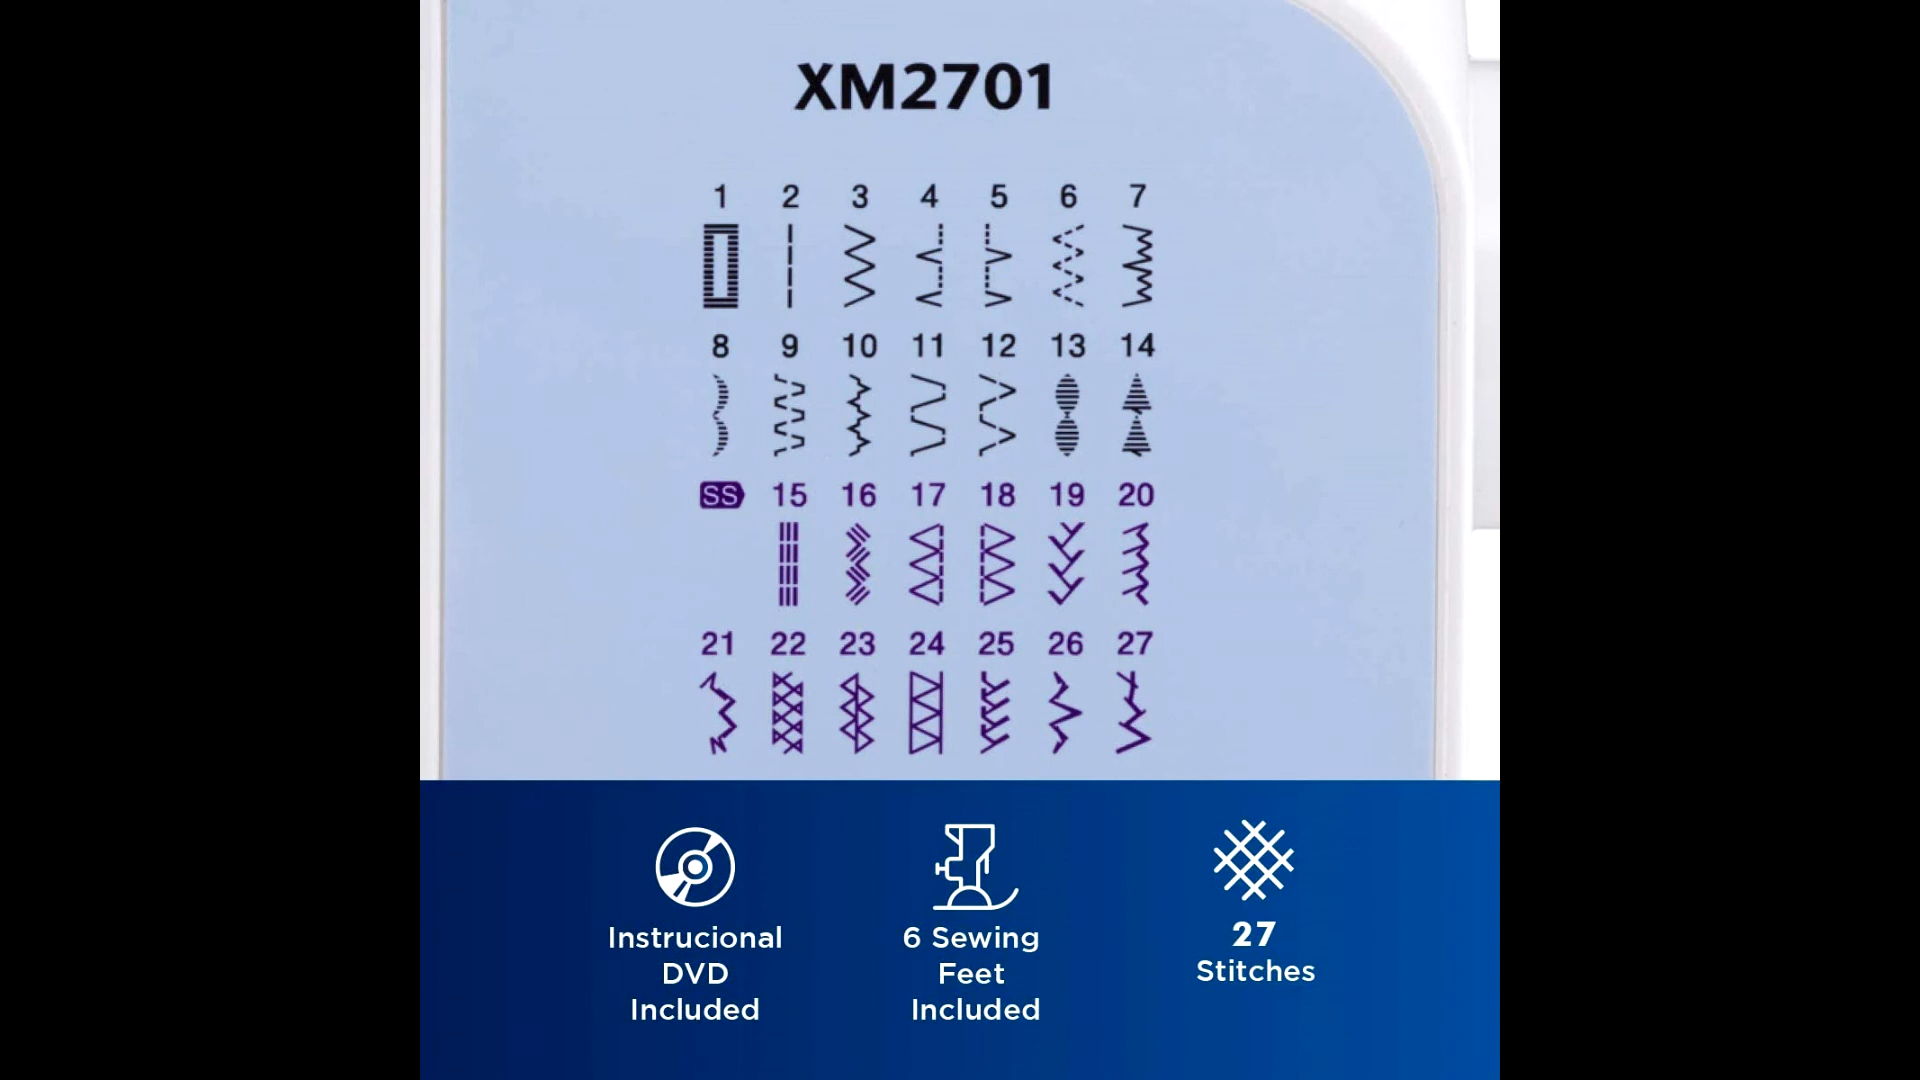 XM2701
1 2 3 4 5 6 7
8 9 10 11 12 13 14
SS 15 16 17 18 19 20
21 22 23 24 25 26 27
Instrucional
DVD
Included
6 Sewing
Feet
Included
27
Stitches